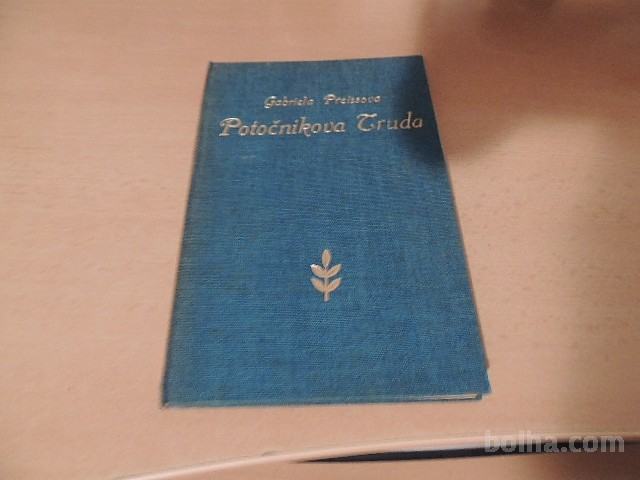 Gabriela Preissova
Potočnikova Truda
bolha.com